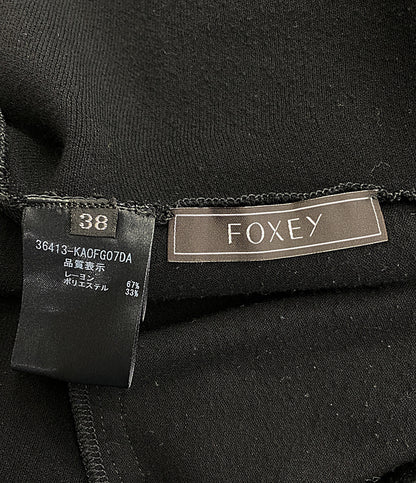 38
36413-KAOFG07DA
品質表示
レーヨン 67%
ポリエステル 33%
FOXEY